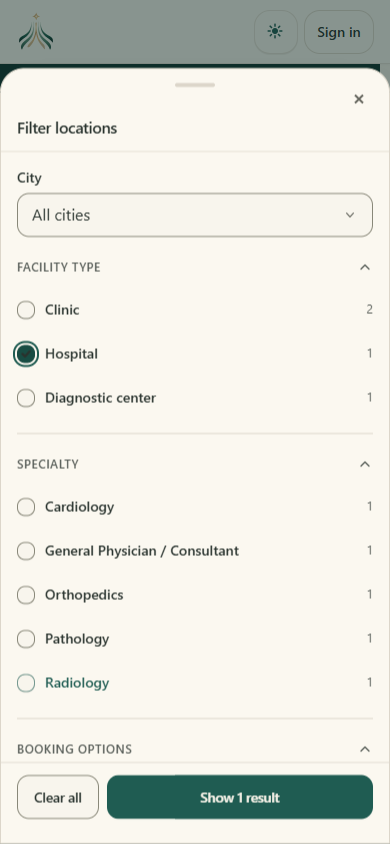 Sign in
Filter locations
City
All cities
FACILITY TYPE
Clinic 2
Hospital 1
Diagnostic center 1
SPECIALTY
Cardiology 1
General Physician / Consultant 1
Orthopedics 1
Pathology 1
Radiology 1
BOOKING OPTIONS
Clear all Show 1 result